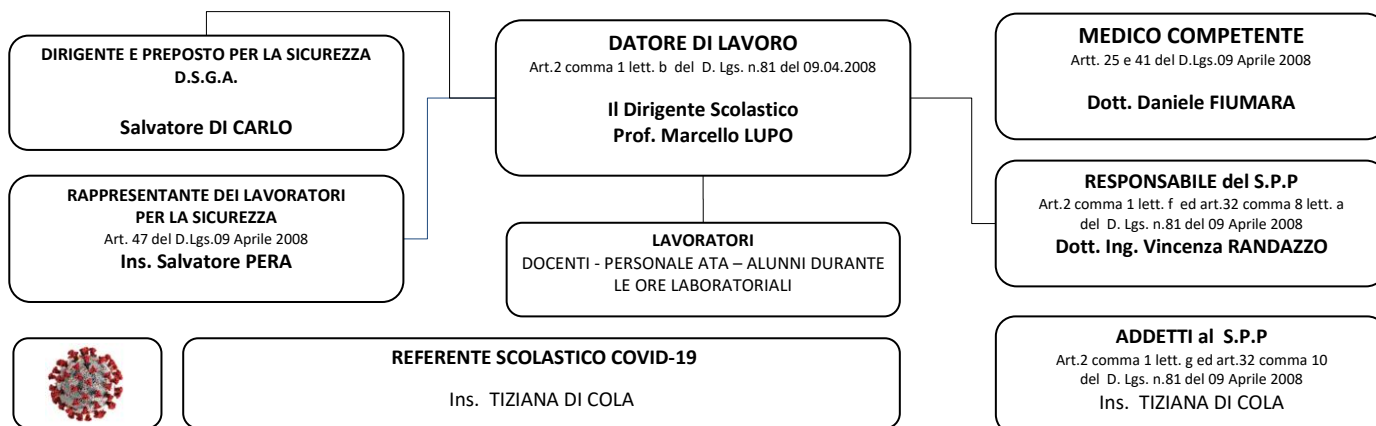 DIRIGENTE E PREPOSTO PER LA SICUREZZA
D.S.G.A.
Salvatore DI CARLO
DATORE DI LAVORO
Art.2 comma 1 lett. b del D. Lgs. n.81 del 09.04.2008
Il Dirigente Scolastico
Prof. Marcello LUPO
MEDICO COMPETENTE
Artt. 25 e 41 del D.Lgs.09 Aprile 2008
Dott. Daniele FIUMARA
RAPPRESENTANTE DEI LAVORATORI
PER LA SICUREZZA
Art. 47 del D.Lgs.09 Aprile 2008
Ins. Salvatore PERA
LAVORATORI
DOCENTI - PERSONALE ATA – ALUNNI DURANTE
LE ORE LABORATORIALI
RESPONSABILE del S.P.P
Art.2 comma 1 lett. f ed art.32 comma 8 lett. a
del D. Lgs. n.81 del 09 Aprile 2008
Dott. Ing. Vincenza RANDAZZO
REFERENTE SCOLASTICO COVID-19
Ins. TIZIANA DI COLA
ADDETTI al S.P.P
Art.2 comma 1 lett. g ed art.32 comma 10
del D. Lgs. n.81 del 09 Aprile 2008
Ins. TIZIANA DI COLA